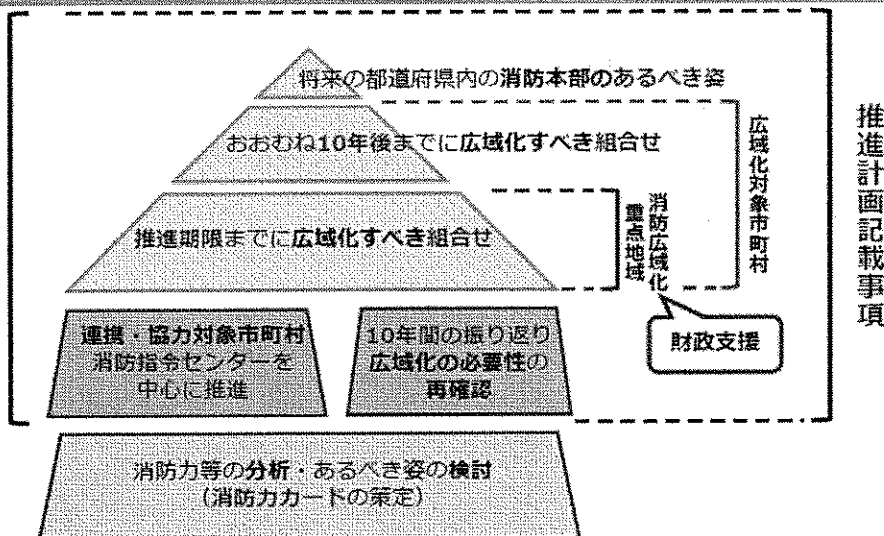 将来の都道府県内の消防本部のあるべき姿
おおむね10年後までに広域化すべき組合せ
推進期限までに広域化すべき組合せ
消防広域化
重点地域
広域化対象市町村
推進計画記載事項
財政支援
連携・協力対象市町村
消防指令センターを
中心に推進
10年間の振り返り
広域化の必要性の
再確認
消防力等の分析・あるべき姿の検討
(消防力カードの策定)